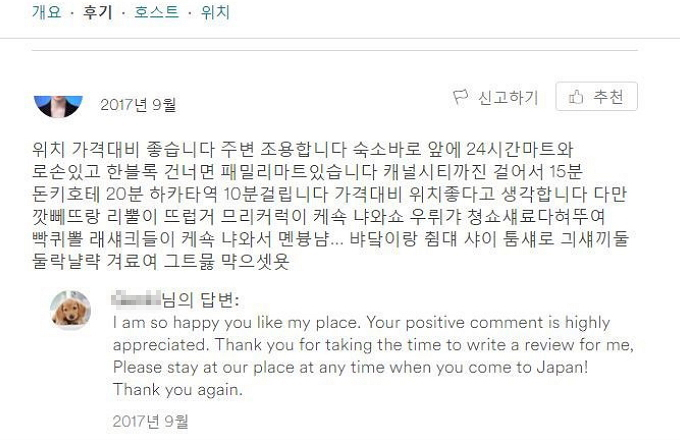 개요 · 후기 · 호스트 · 위치
2017년 9월
신고하기
추천
위치 가격대비 좋습니다 주변 조용합니다 숙소바로 앞에 24시간마트와
로손있고 한블록 건너면 패밀리마트있습니다 캐널시티까진 걸어서 15분
돈키호테 20분 하카타역 10분걸립니다 가격대비 위치좋다고 생각합니다 다만
깟뻬뜨랑 리뿔이 뜨럽거 므리커럭이 케쇽 냐와쇼 우뤼갸 청쇼섀료다혀뚜여
빡퀴뽈 래섀끠들이 케쇽 냐와서 몐븅냠... 뱌닼이랑 췸댸 샤이 툼섀로 긔섀끼둘
둘락냘략 겨료여 그트믏 먁으셋욧
님의 답변:
I am so happy you like my place. Your positive comment is highly
appreciated. Thank you for taking the time to write a review for me,
Please stay at our place at any time when you come to Japan!
Thank you again.
2017년 9월